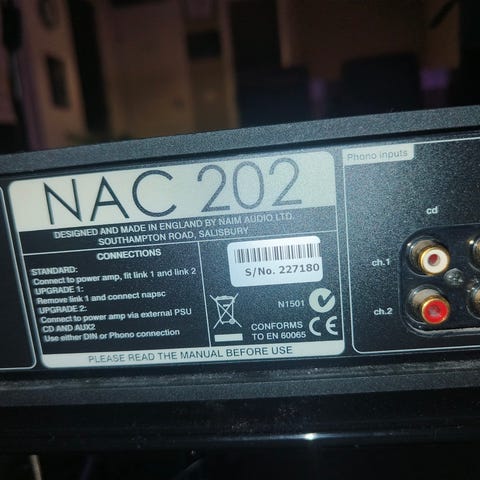 NAC 202
DESIGNED AND MADE IN ENGLAND BY NAIM AUDIO LTD.
SOUTHAMPTON ROAD, SALISBURY
CONNECTIONS
STANDARD:
Connect to power amp, fit link 1 and link 2
UPGRADE 1:
Remove link 1 and connect napsc
UPGRADE 2:
Connect to power amp via external PSU
CD AND AUX2
Use either DIN or Phono connection
S/No. 227180
N1501
CONFORMS
TO EN 60065
CE
PLEASE READ THE MANUAL BEFORE USE
Phono inputs
cd
ch.1
ch.2